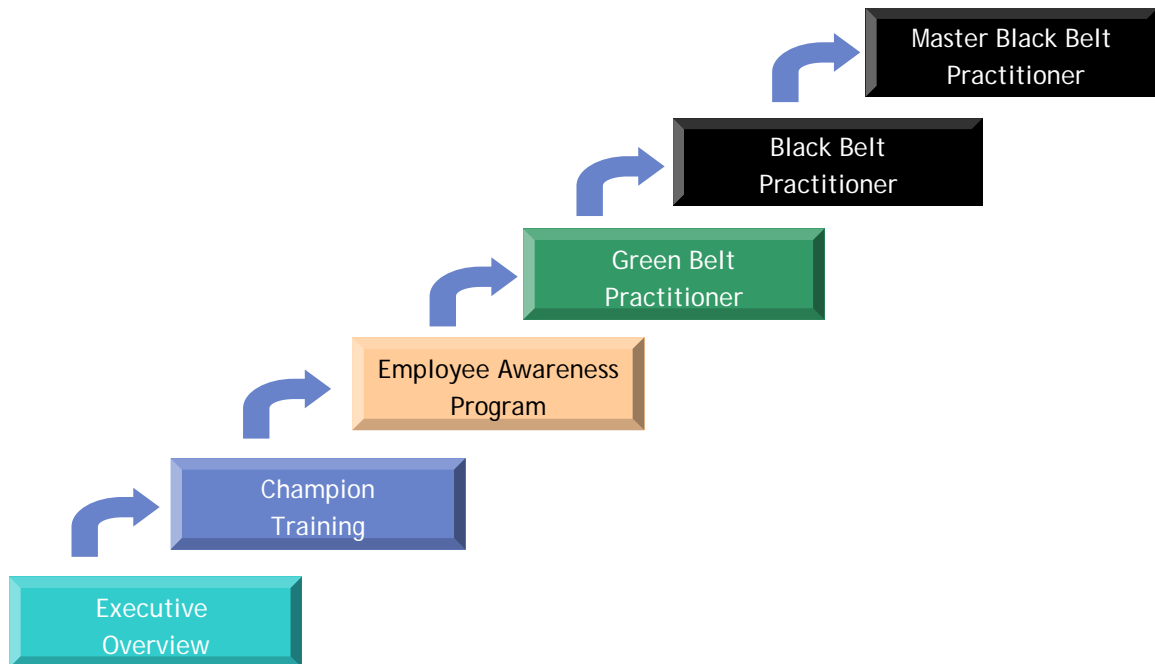 Master Black Belt
Practitioner
Black Belt
Practitioner
Green Belt
Practitioner
Employee Awareness
Program
Champion
Training
Executive
Overview